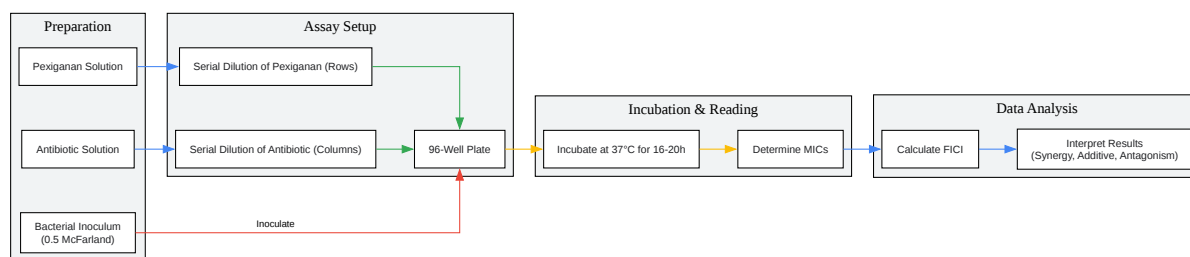 Preparation
Pexiganan Solution
Antibiotic Solution
Bacterial Inoculum
(0.5 McFarland)
Assay Setup
Serial Dilution of Pexiganan (Rows)
Serial Dilution of Antibiotic (Columns)
96-Well Plate
Inoculate
Incubation & Reading
Incubate at 37°C for 16-20h
Determine MICs
Data Analysis
Calculate FICI
Interpret Results
(Synergy, Additive, Antagonism)